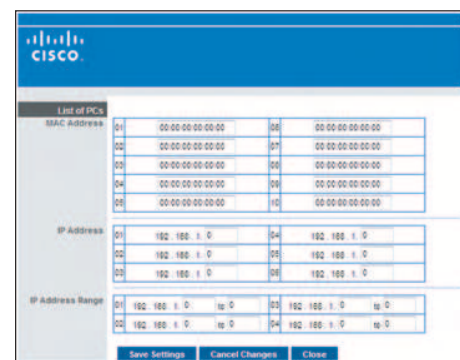 CISCO
List of PCs
MAC Address
01 00:00:00:00:00:00 06 00:00:00:00:00:00
02 00:00:00:00:00:00 07 00:00:00:00:00:00
03 00:00:00:00:00:00 08 00:00:00:00:00:00
04 00:00:00:00:00:00 09 00:00:00:00:00:00
05 00:00:00:00:00:00 10 00:00:00:00:00:00
IP Address
01 192 . 168 . 1. 0 04 192 . 168 . 1. 0
02 192 . 168 . 1. 0 05 192 . 168 . 1. 0
03 192 . 168 . 1. 0 06 192 . 168 . 1. 0
IP Address Range
01 192 . 168 . 1. 0 to 0 03 192 . 168 . 1. 0 to 0
02 192 . 168 . 1. 0 to 0 04 192 . 168 . 1. 0 to 0
Save Settings Cancel Changes Close